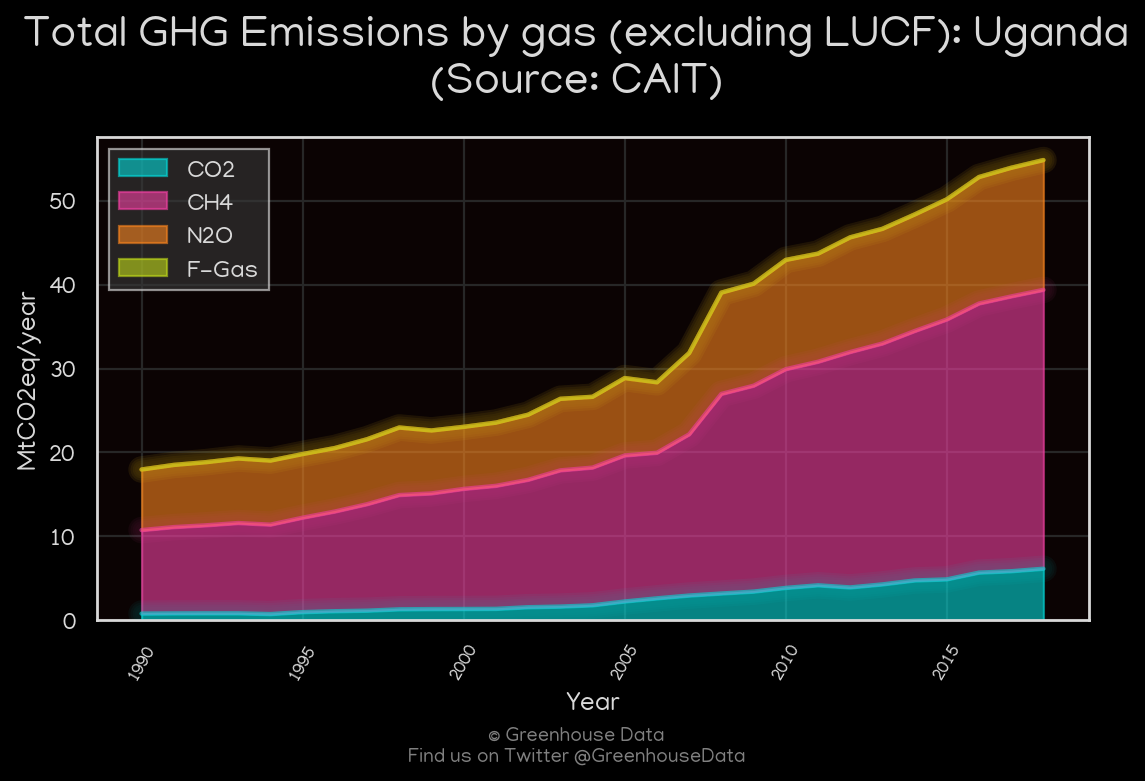 Total GHG Emissions by gas (excluding LUCF): Uganda
(Source: CAIT)
CO2
CH4
N2O
F-Gas
MtCO2eq/year
50
40
30
20
10
0
1990
1995
2000
2005
2010
2015
Year
© Greenhouse Data
Find us on Twitter @GreenhouseData